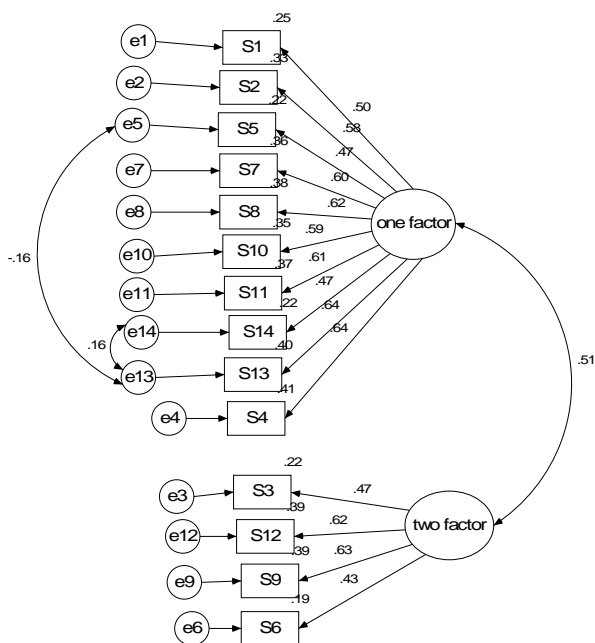 .25
e1 S1
.33
e2 S2 .50
.22
e5 S5 .58
.36 .47
e7 S7 .60
.38
e8 S8 .62 one factor
.35 .59
e10 S10
-.16 .37 .61
e11 S11 .47
.22
e14 S14 .64
.16 .40 .64
e13 S13 .51
.41
e4 S4
.22
e3 S3 .47
.39
e12 S12 .62 two factor
.39 .63
e9 S9 .43
.19
e6 S6